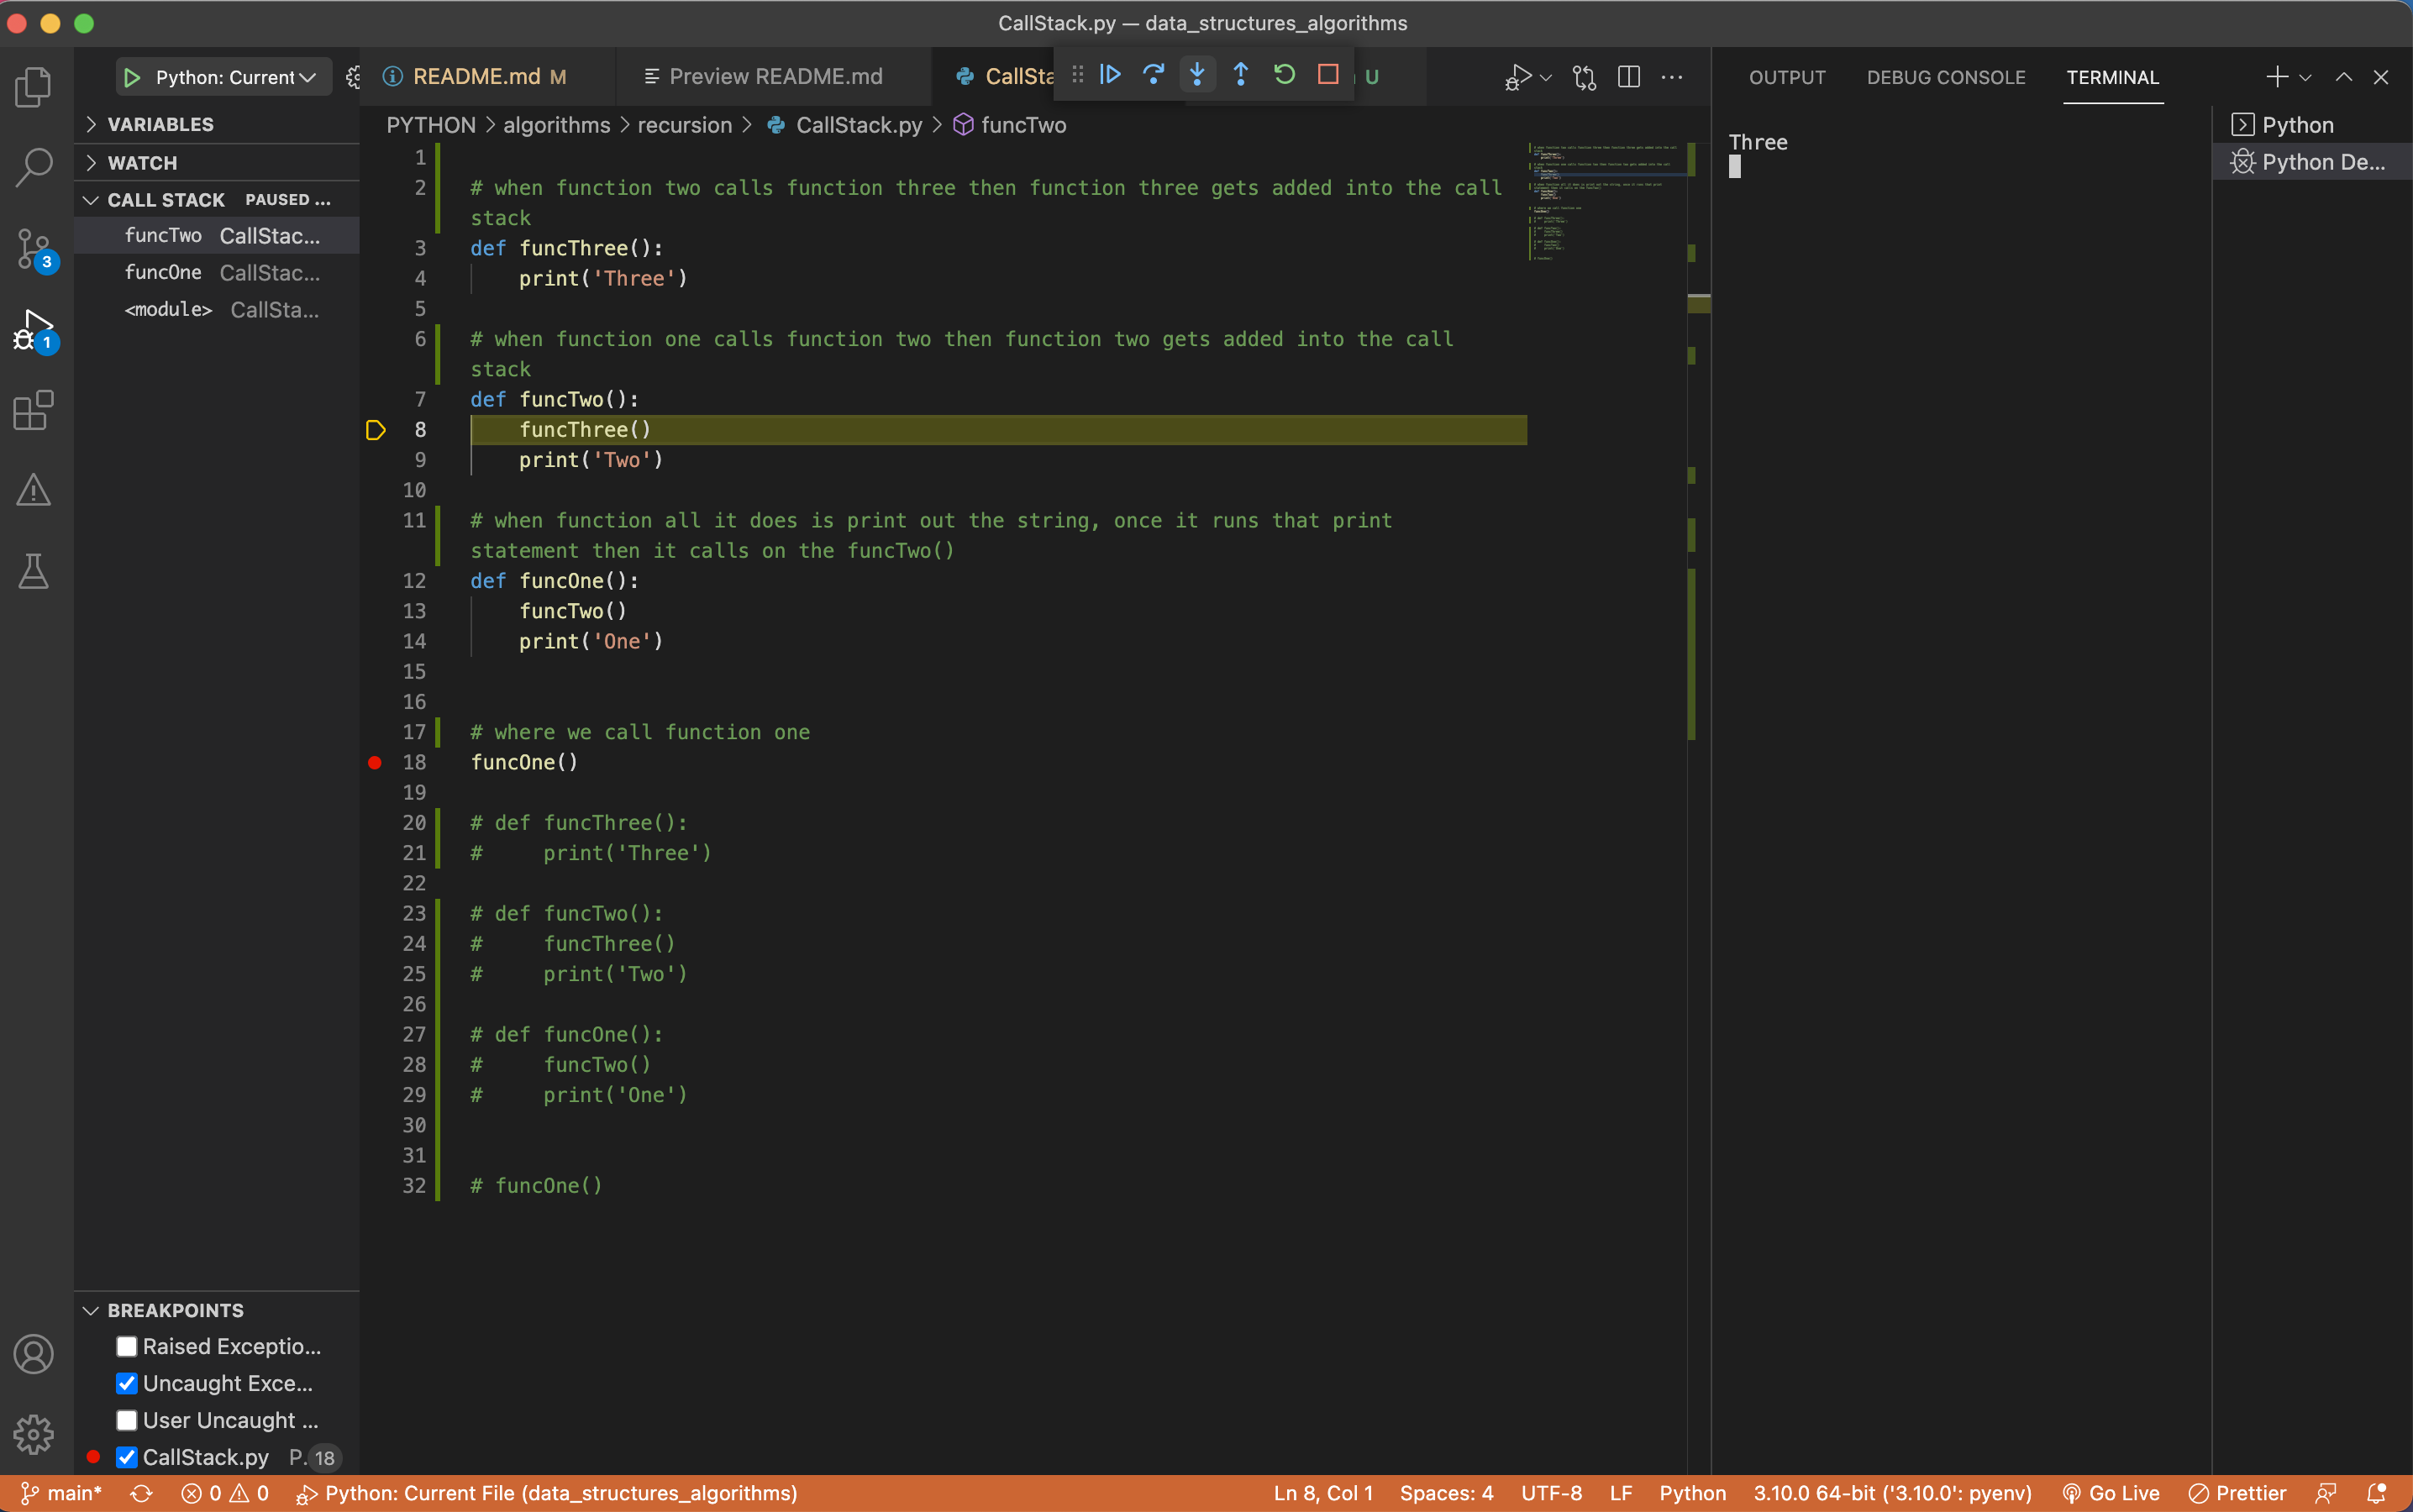 CallStack.py — data_structures_algorithms
Python: Current
README.md M
Preview README.md
CallSta
U
OUTPUT
DEBUG CONSOLE
TERMINAL
VARIABLES
WATCH
CALL STACK PAUSED ...
funcTwo CallStac...
funcOne CallStac...
<module> CallSta...
PYTHON > algorithms > recursion > CallStack.py > funcTwo
1
2 # when function two calls function three then function three gets added into the call
stack
3 def funcThree():
4 print('Three')
5
6 # when function one calls function two then function two gets added into the call
stack
7 def funcTwo():
8 funcThree()
9 print('Two')
10
11 # when function all it does is print out the string, once it runs that print
statement then it calls on the funcTwo()
12 def funcOne():
13 funcTwo()
14 print('One')
15
16
17 # where we call function one
18 funcOne()
19
20 # def funcThree():
21 #     print('Three')
22
23 # def funcTwo():
24 #     funcThree()
25 #     print('Two')
26
27 # def funcOne():
28 #     funcTwo()
29 #     print('One')
30
31
32 # funcOne()
Three
Python
Python De...
3
1
BREAKPOINTS
Raised Exceptio...
Uncaught Exce...
User Uncaught ...
CallStack.py P. 18
main* 0 0 Python: Current File (data_structures_algorithms) Ln 8, Col 1 Spaces: 4 UTF-8 LF Python 3.10.0 64-bit ('3.10.0': pyenv) Go Live Prettier